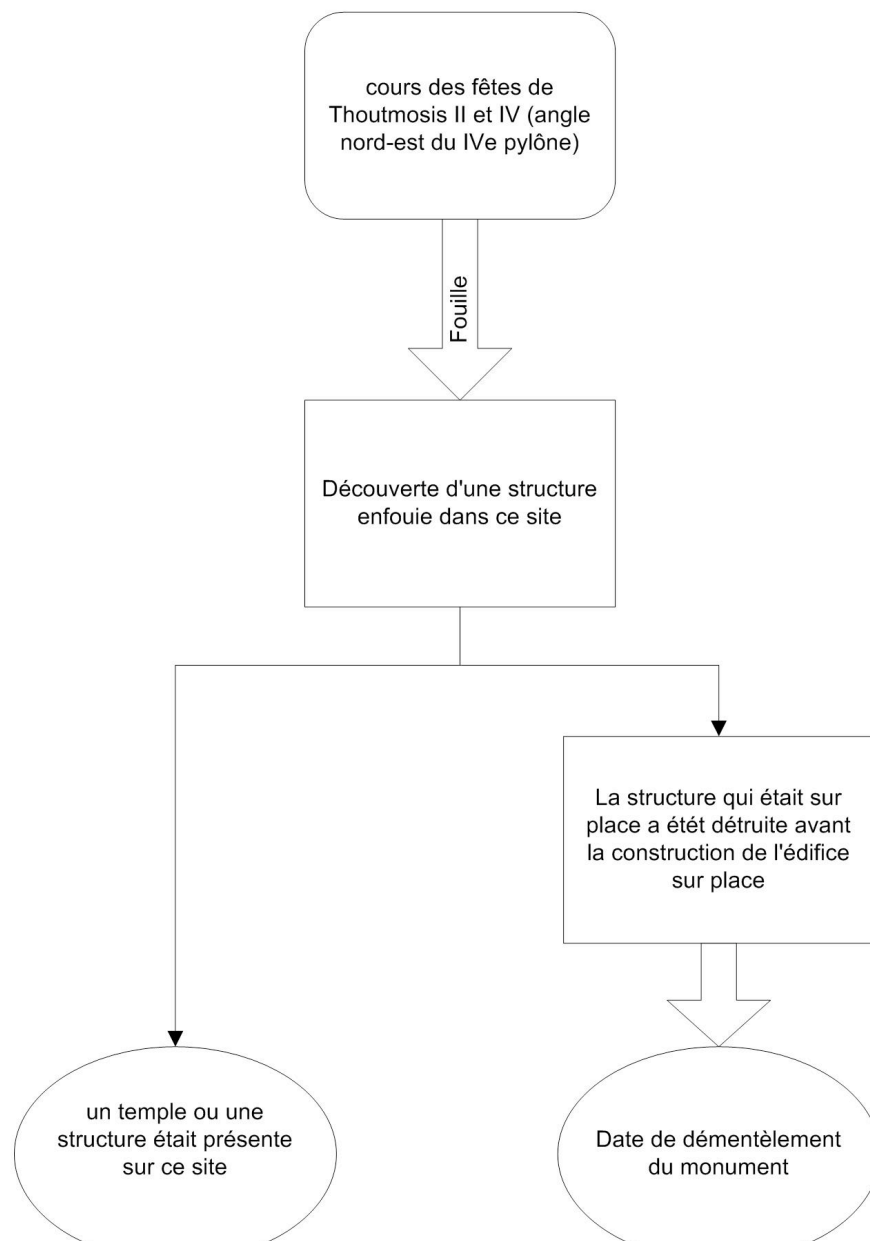 cours des fêtes de
Thoutmosis II et IV (angle
nord-est du IVe pylône)
Fouille
Découverte d'une structure
enfouie dans ce site
La structure qui était sur
place a étét détruite avant
la construction de l'édifice
sur place
un temple ou une
structure était présente
sur ce site
Date de démentèlement
du monument